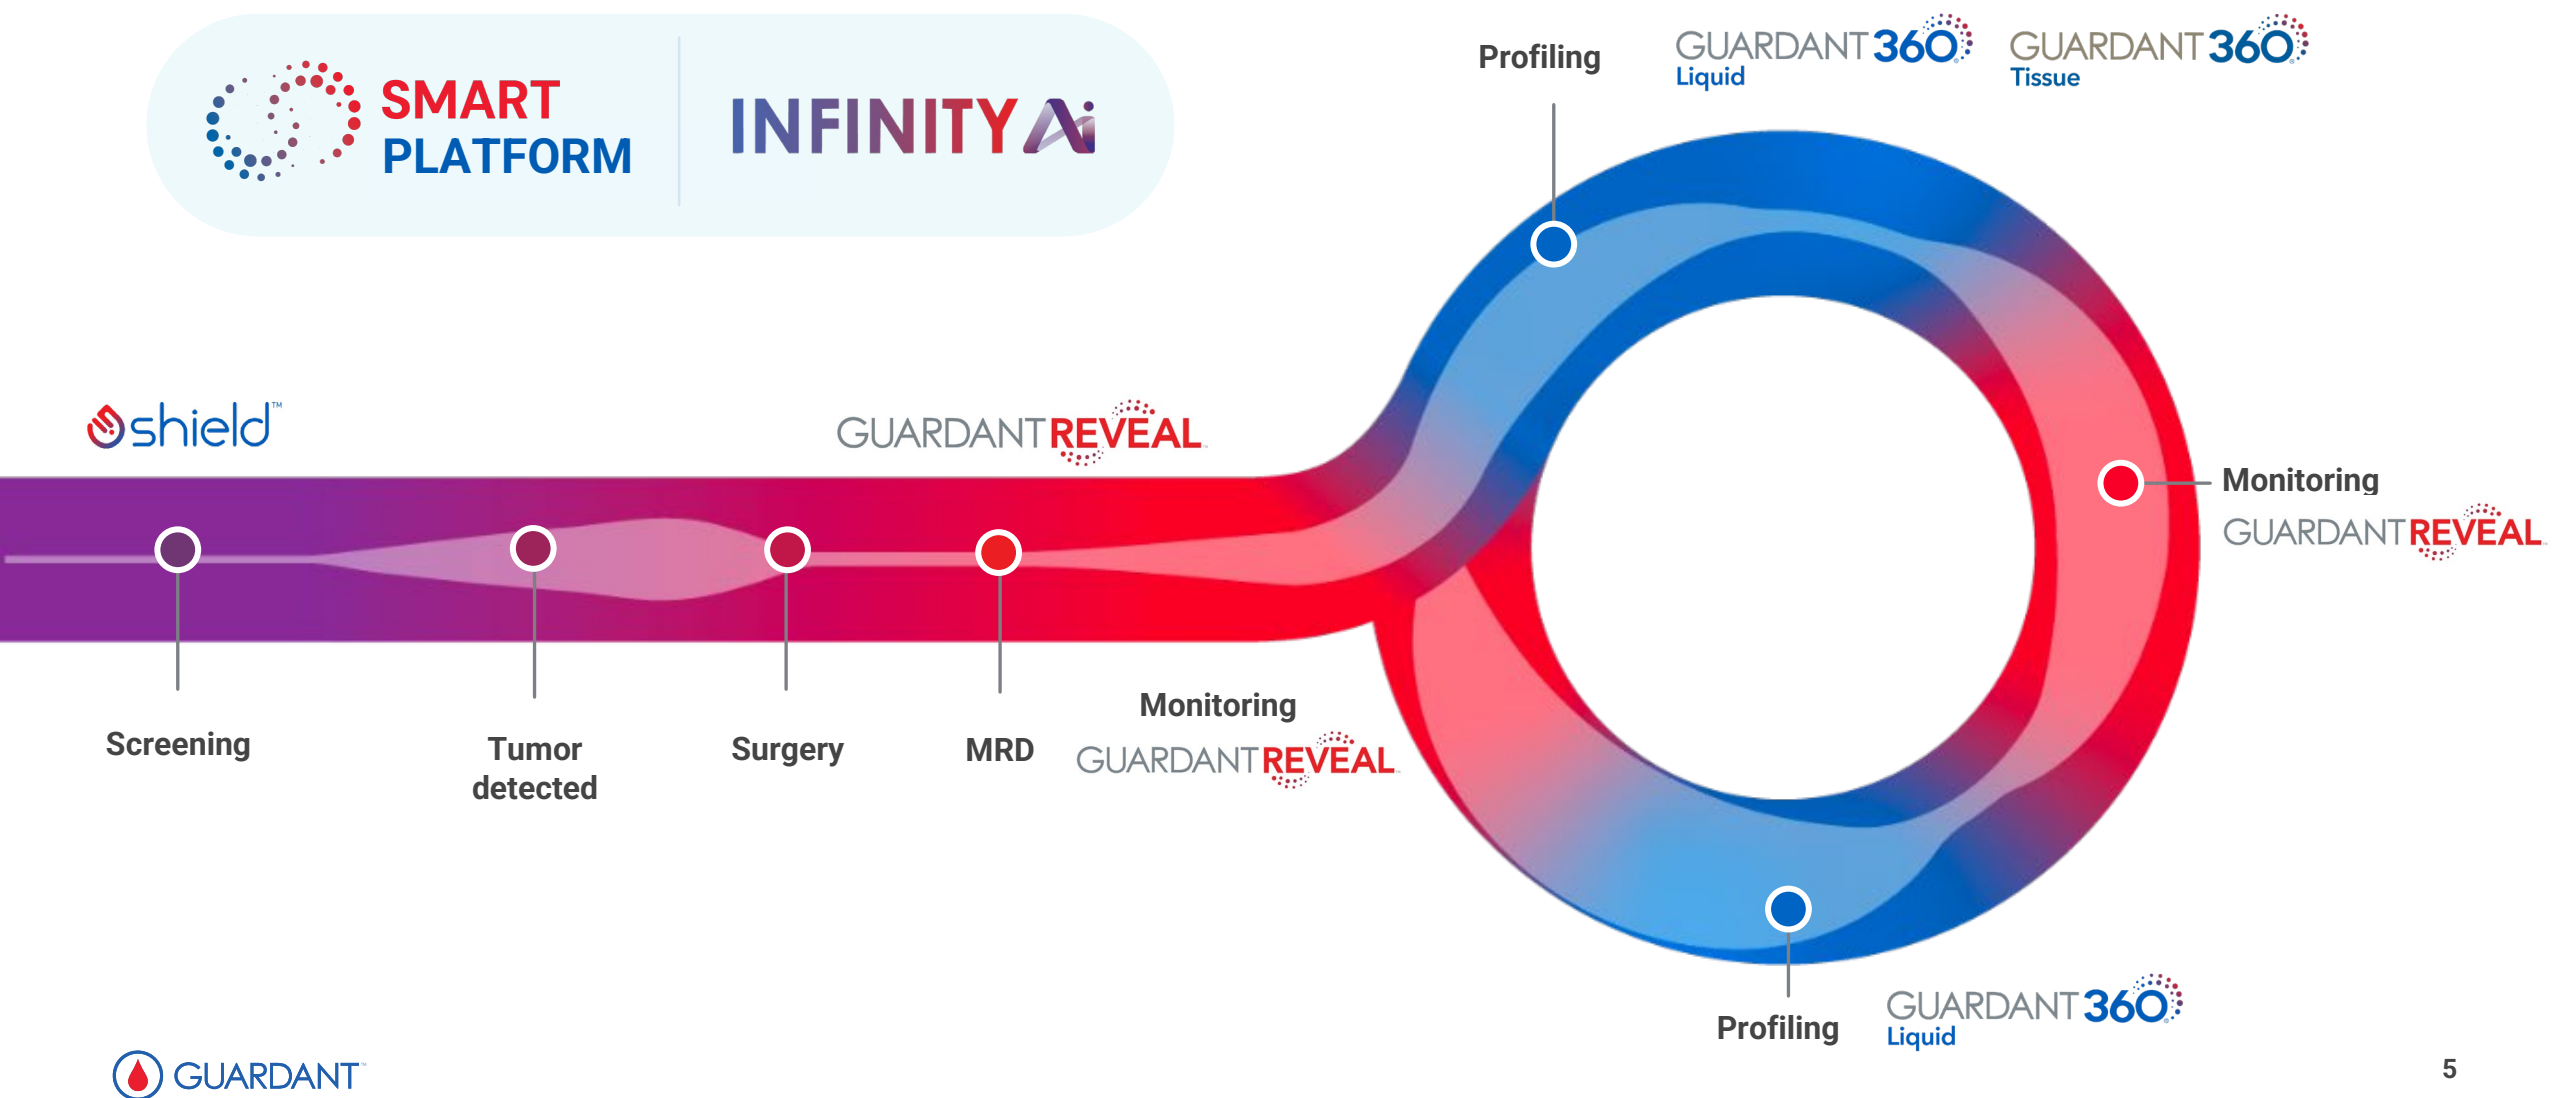 SMART
PLATFORM
INFINITY Ai
Profiling
GUARDANT 360
Liquid
GUARDANT 360
Tissue
shield™
GUARDANT REVEAL
Monitoring
GUARDANT REVEAL
Screening
Tumor
detected
Surgery
MRD
Monitoring
GUARDANT REVEAL
Profiling
GUARDANT 360
Liquid
GUARDANT
5